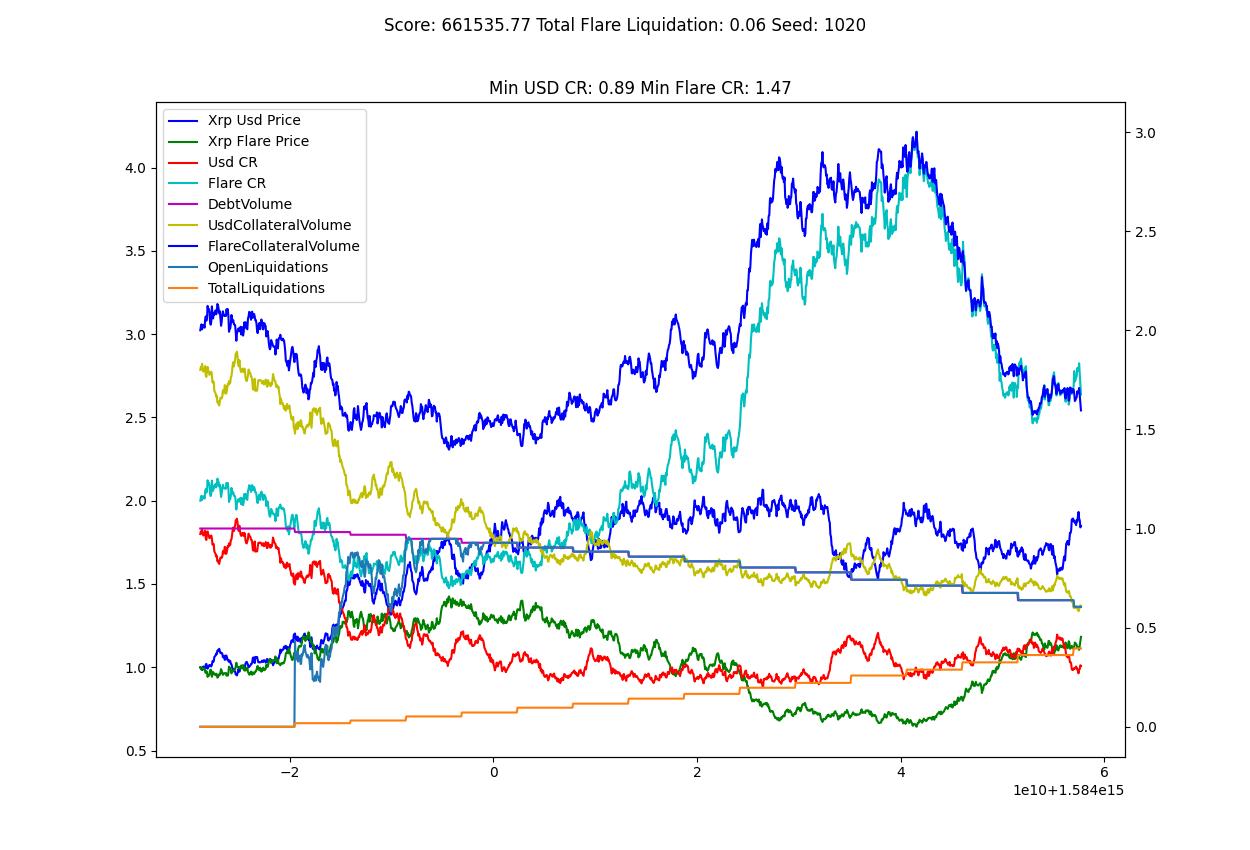 Score: 661535.77 Total Flare Liquidation: 0.06 Seed: 1020
Min USD CR: 0.89 Min Flare CR: 1.47
Xrp Usd Price
Xrp Flare Price
Usd CR
Flare CR
DebtVolume
UsdCollateralVolume
FlareCollateralVolume
OpenLiquidations
TotalLiquidations
4.0
3.5
3.0
2.5
2.0
1.5
1.0
0.5
3.0
2.5
2.0
1.5
1.0
0.5
0.0
−2 0 2 4 6
1e10+1.584e15